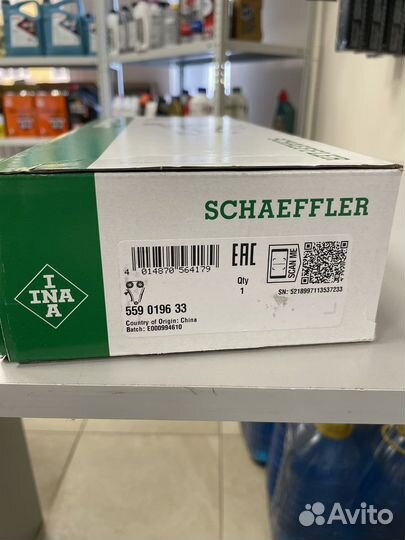 SCHAEFFLER
INA
INA
4 014870 564179
EAC
Qty
1
SCAN ME
559 0196 33
SN: 5218997113537233
Country of Origin: China
Batch: E000994610
Avito